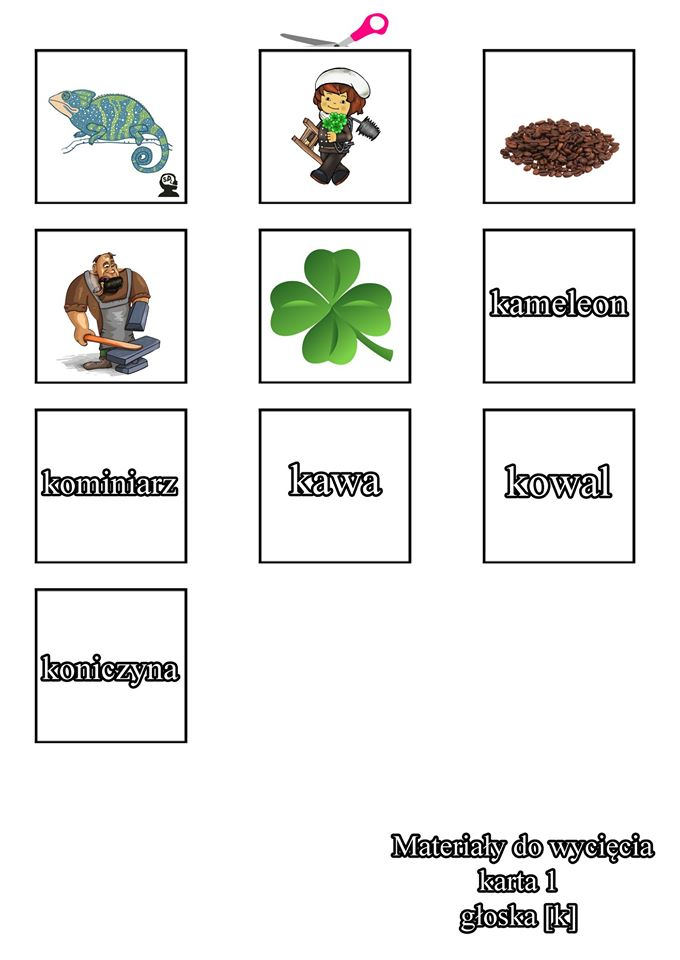 kameleon
kominiarz
kawa
kowal
koniczyna
Materiały do wycięcia
karta 1
głoska [k]